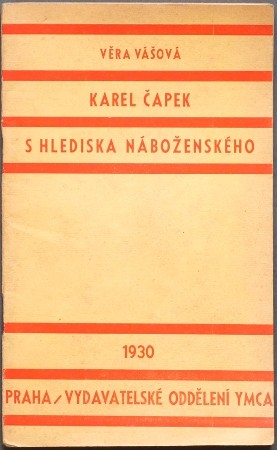 VĚRA VÁŠOVÁ
KAREL ČAPEK
S HLEDISKA NÁBOŽENSKÉHO
1930
PRAHA/VYDAVATELSKÉ ODDĚLENÍ YMCA